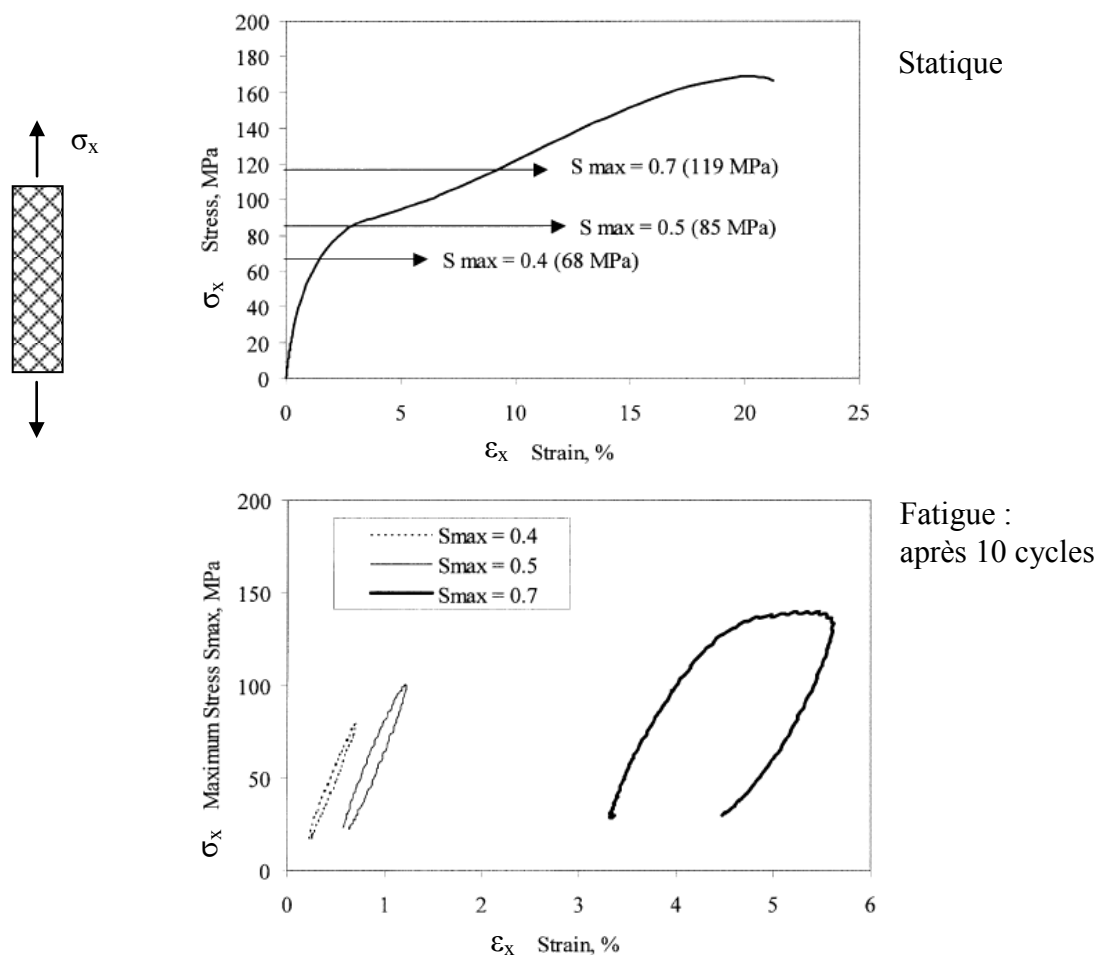 Statique
σx
σx Stress, MPa
200
180
160
140
120
100
80
60
40
20
0
S max = 0.7 (119 MPa)
S max = 0.5 (85 MPa)
S max = 0.4 (68 MPa)
0 5 10 15 20 25
εx Strain, %
Fatigue :
après 10 cycles
σx Maximum Stress Smax, MPa
200
150
100
50
0
Smax = 0.4
Smax = 0.5
Smax = 0.7
0 1 2 3 4 5 6
εx Strain, %